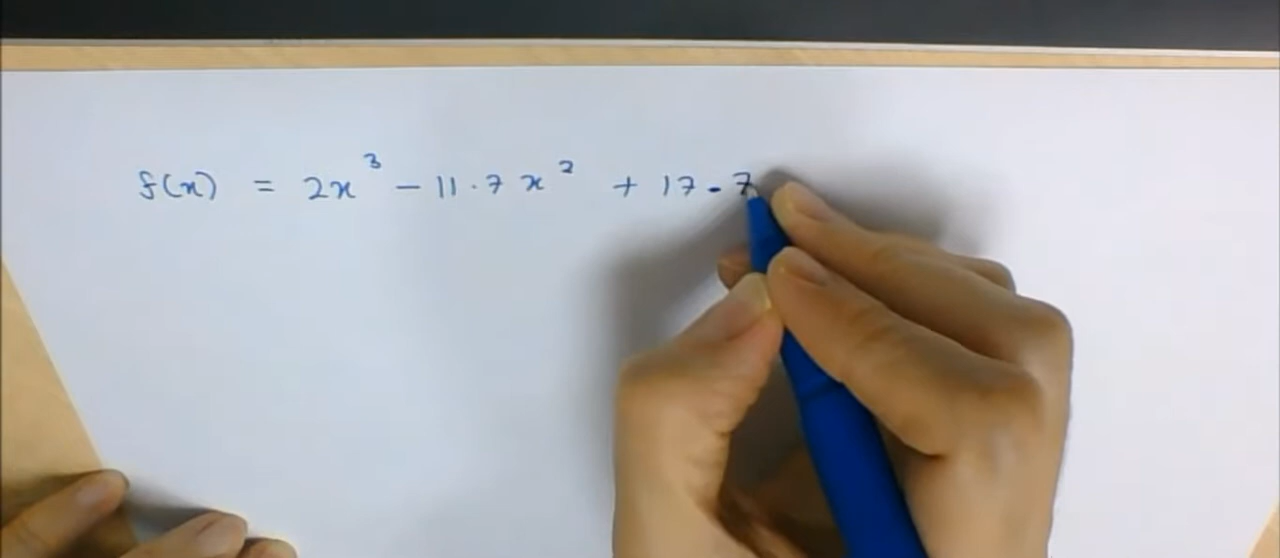 f(x) = 2x³ - 11.7x² + 17.7